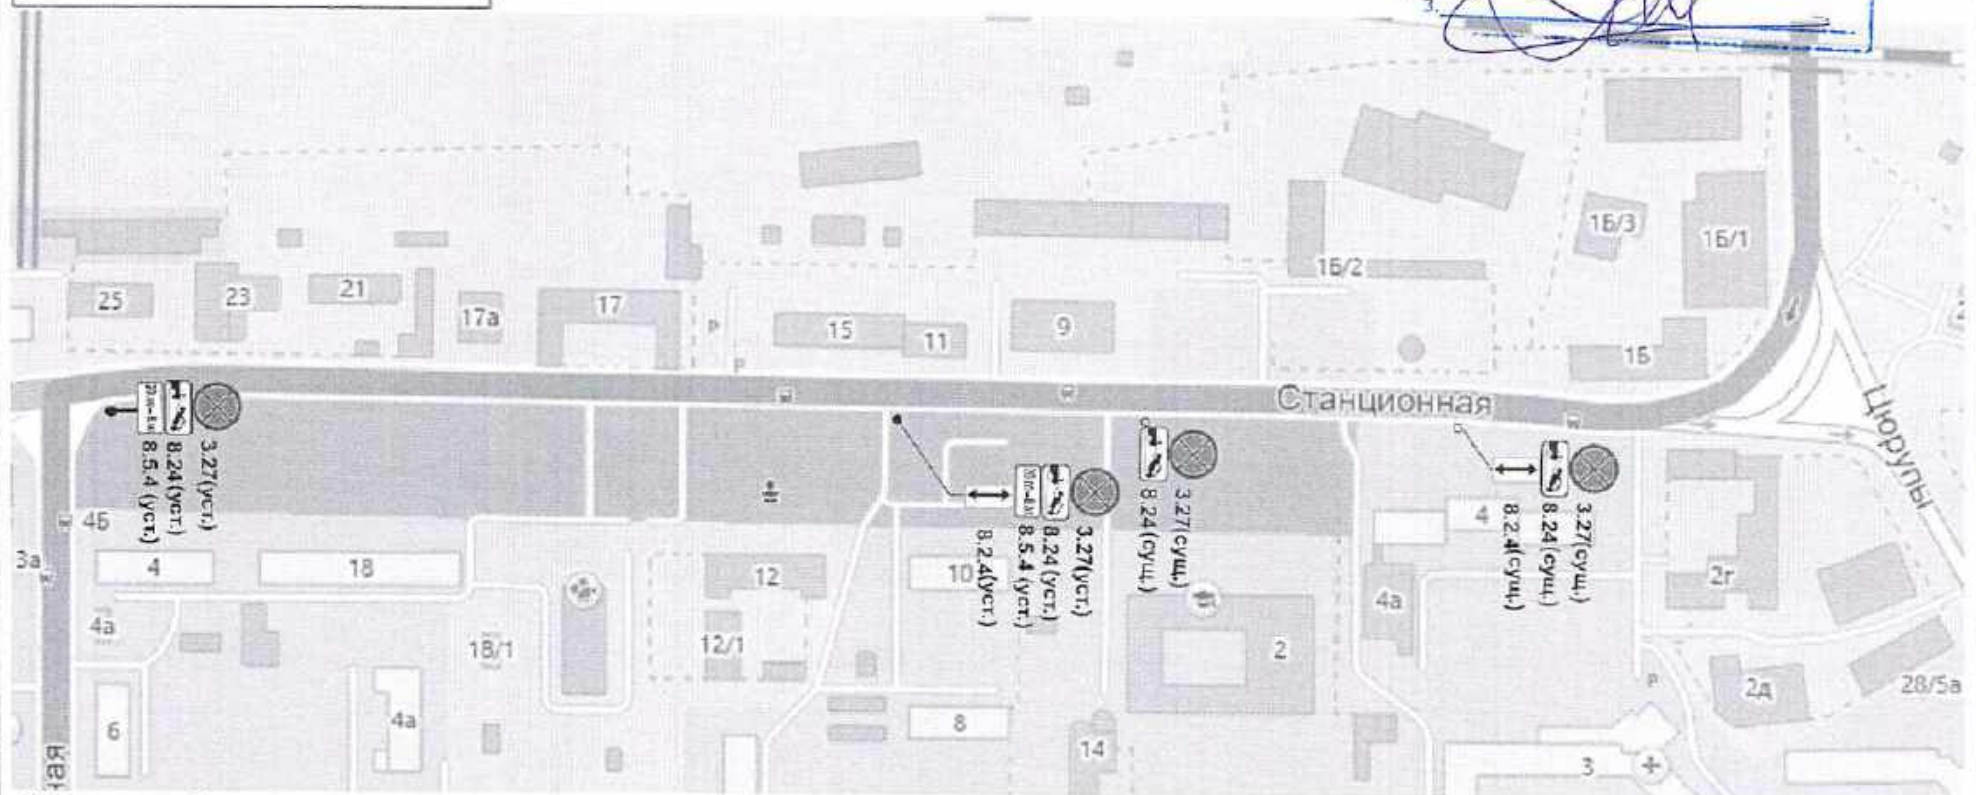 3.
1Б/3
1Б/1
1Б/2
25
23
21
17а
17
Р
Р
15
11
9
1Б
Станционная
Цюрупы
3.27(уст.)
8.24(уст.)
8.5.4 (уст.)
3.27(уст.)
8.24 (уст.)
8.5.4 (уст.)
8.2.4(уст.)
3.27(сущ.)
8.24(сущ.)
3.27(сущ.)
8.24(сущ.)
8.2.4(сущ.)
4Б
3а
4
18
12
10
4
4а
2г
4а
18/1
12/1
2
Р
2д
28/5а
6
4а
8
14
3